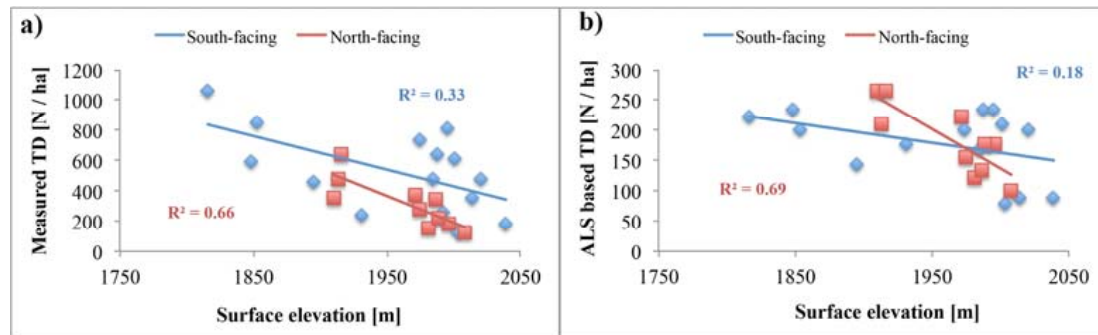 a)
South-facing North-facing
1200
1000
800
600
400
200
0
Measured TD [N / ha]
R² = 0.33
R² = 0.66
1750 1850 1950 2050
Surface elevation [m]
b)
South-facing North-facing
300
250
200
150
100
50
0
ALS based TD [N / ha]
R² = 0.18
R² = 0.69
1750 1850 1950 2050
Surface elevation [m]